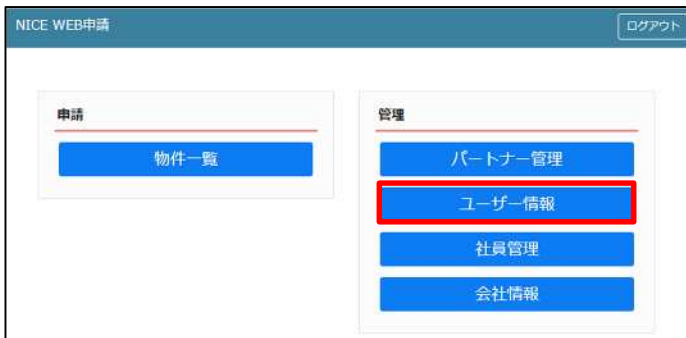 NICE WEB申請
ログアウト
申請
物件一覧
管理
パートナー管理
ユーザー情報
社員管理
会社情報